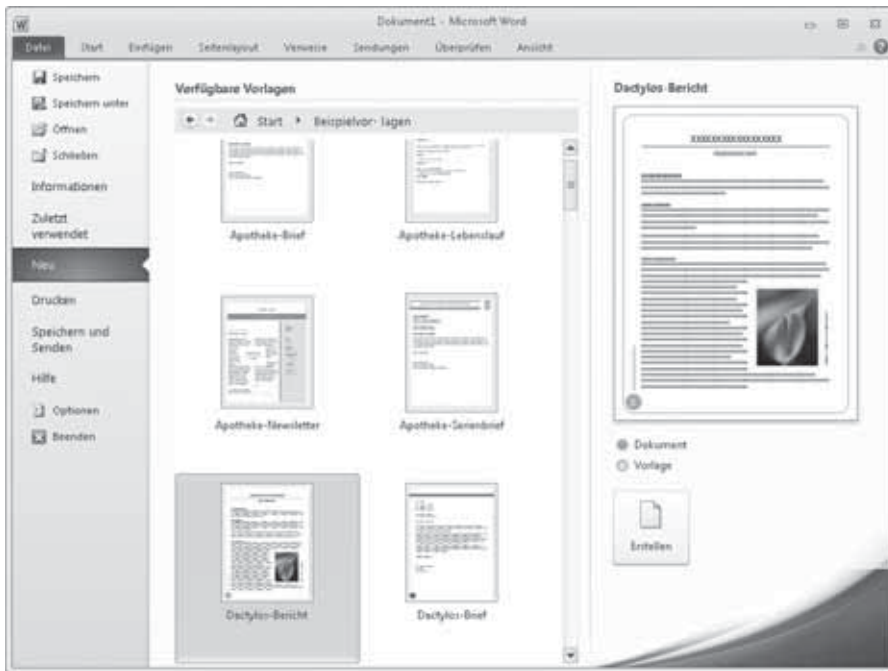 Dokument1 - Microsoft Word
Datei Start Einfügen Seitenlayout Verweise Sendungen Überprüfen Ansicht
Speichern
Speichern unter
Öffnen
Schließen
Informationen
Zuletzt
verwendet
Neu
Drucken
Speichern und
Senden
Hilfe
Optionen
Beenden
Verfügbare Vorlagen
Start Beispielvor- lagen
Apotheke-Brief Apotheke-Lebenslauf
Apotheke-Newsletter Apotheke-Serienbrief
Dactylos-Bericht Dactylos-Brief
Dactylos-Bericht
Dokument
Vorlage
Erstellen